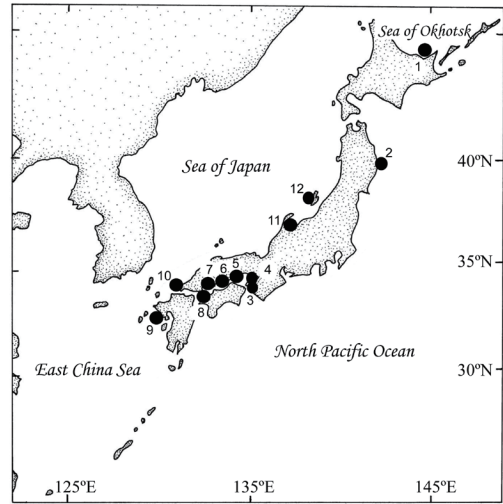 Sea of Okhotsk
1
2
40ºN
Sea of Japan
12
11
35ºN
10
7
6
5
4
8
3
9
North Pacific Ocean
East China Sea
30ºN
125ºE
135ºE
145ºE